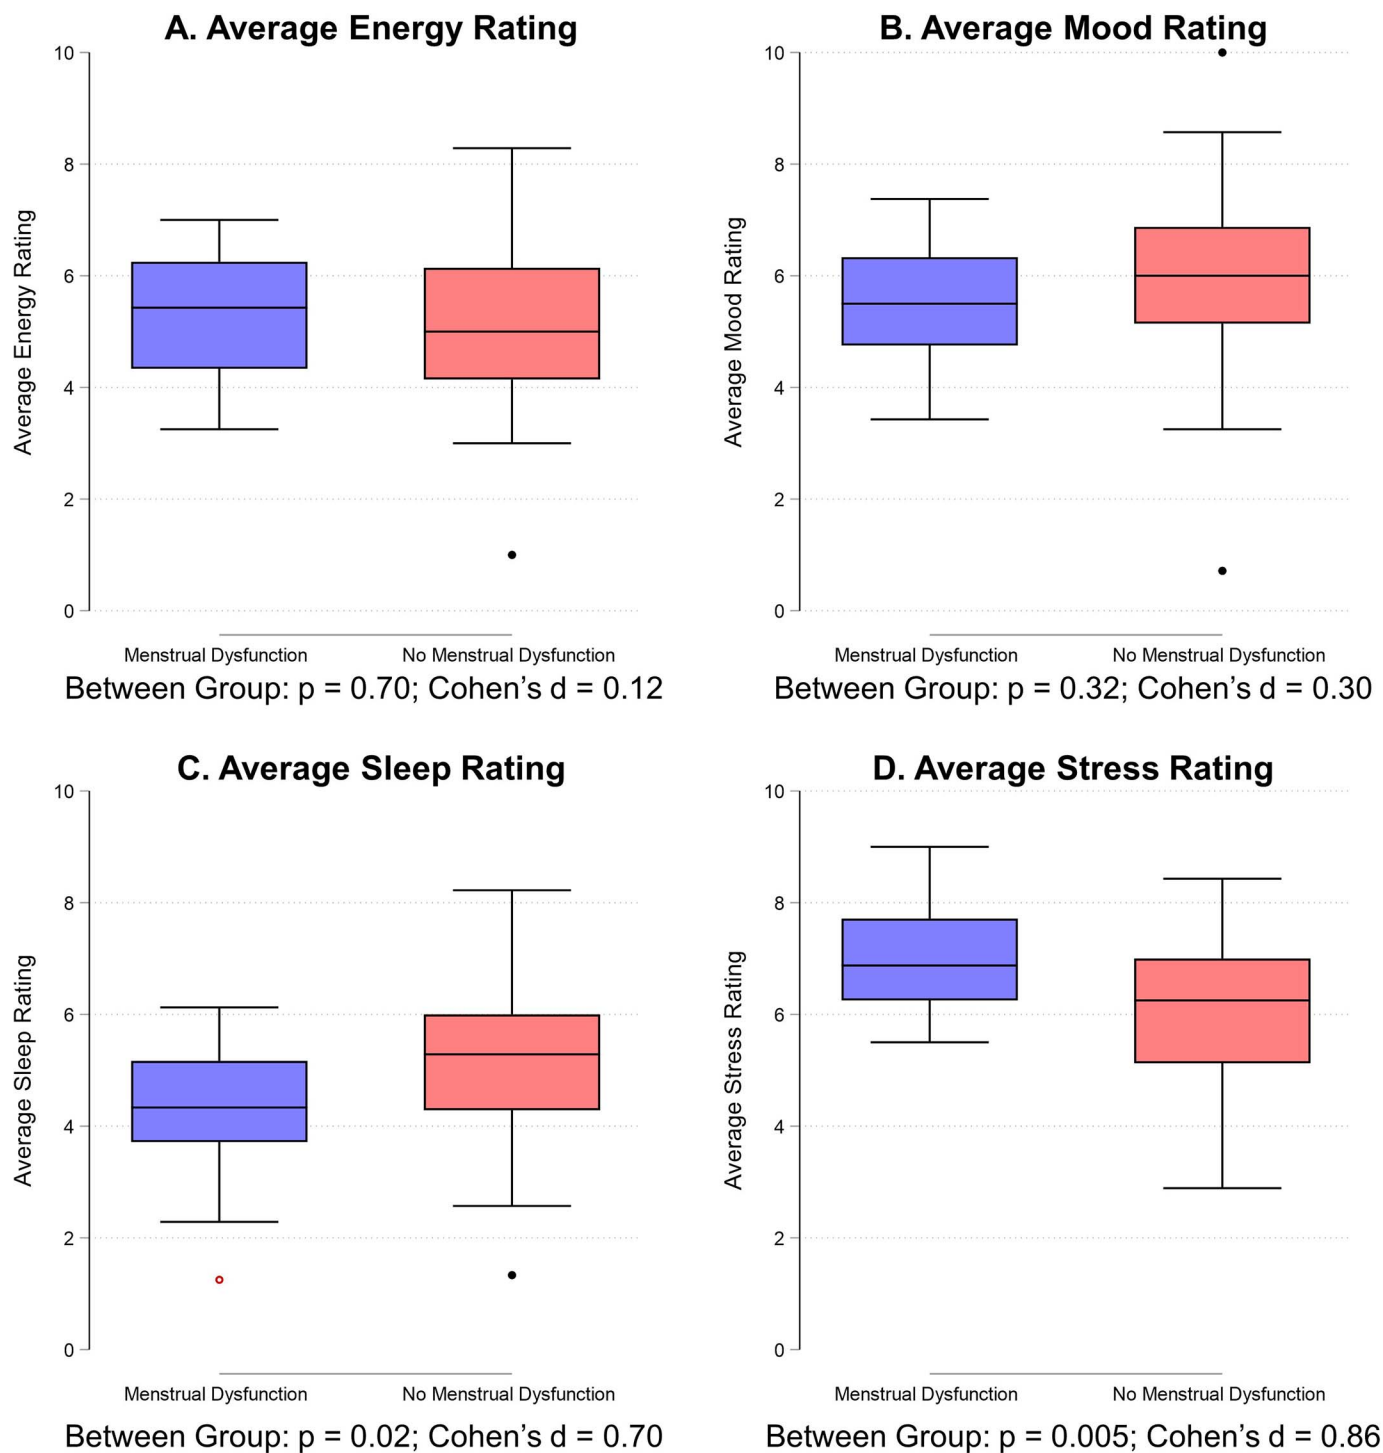 A. Average Energy Rating
10
8
6
4
2
0
Average Energy Rating
Menstrual Dysfunction
No Menstrual Dysfunction
Between Group: p = 0.70; Cohen’s d = 0.12
B. Average Mood Rating
10
8
6
4
2
0
Average Mood Rating
Menstrual Dysfunction
No Menstrual Dysfunction
Between Group: p = 0.32; Cohen’s d = 0.30
C. Average Sleep Rating
10
8
6
4
2
0
Average Sleep Rating
Menstrual Dysfunction
No Menstrual Dysfunction
Between Group: p = 0.02; Cohen’s d = 0.70
D. Average Stress Rating
10
8
6
4
2
0
Average Stress Rating
Menstrual Dysfunction
No Menstrual Dysfunction
Between Group: p = 0.005; Cohen’s d = 0.86